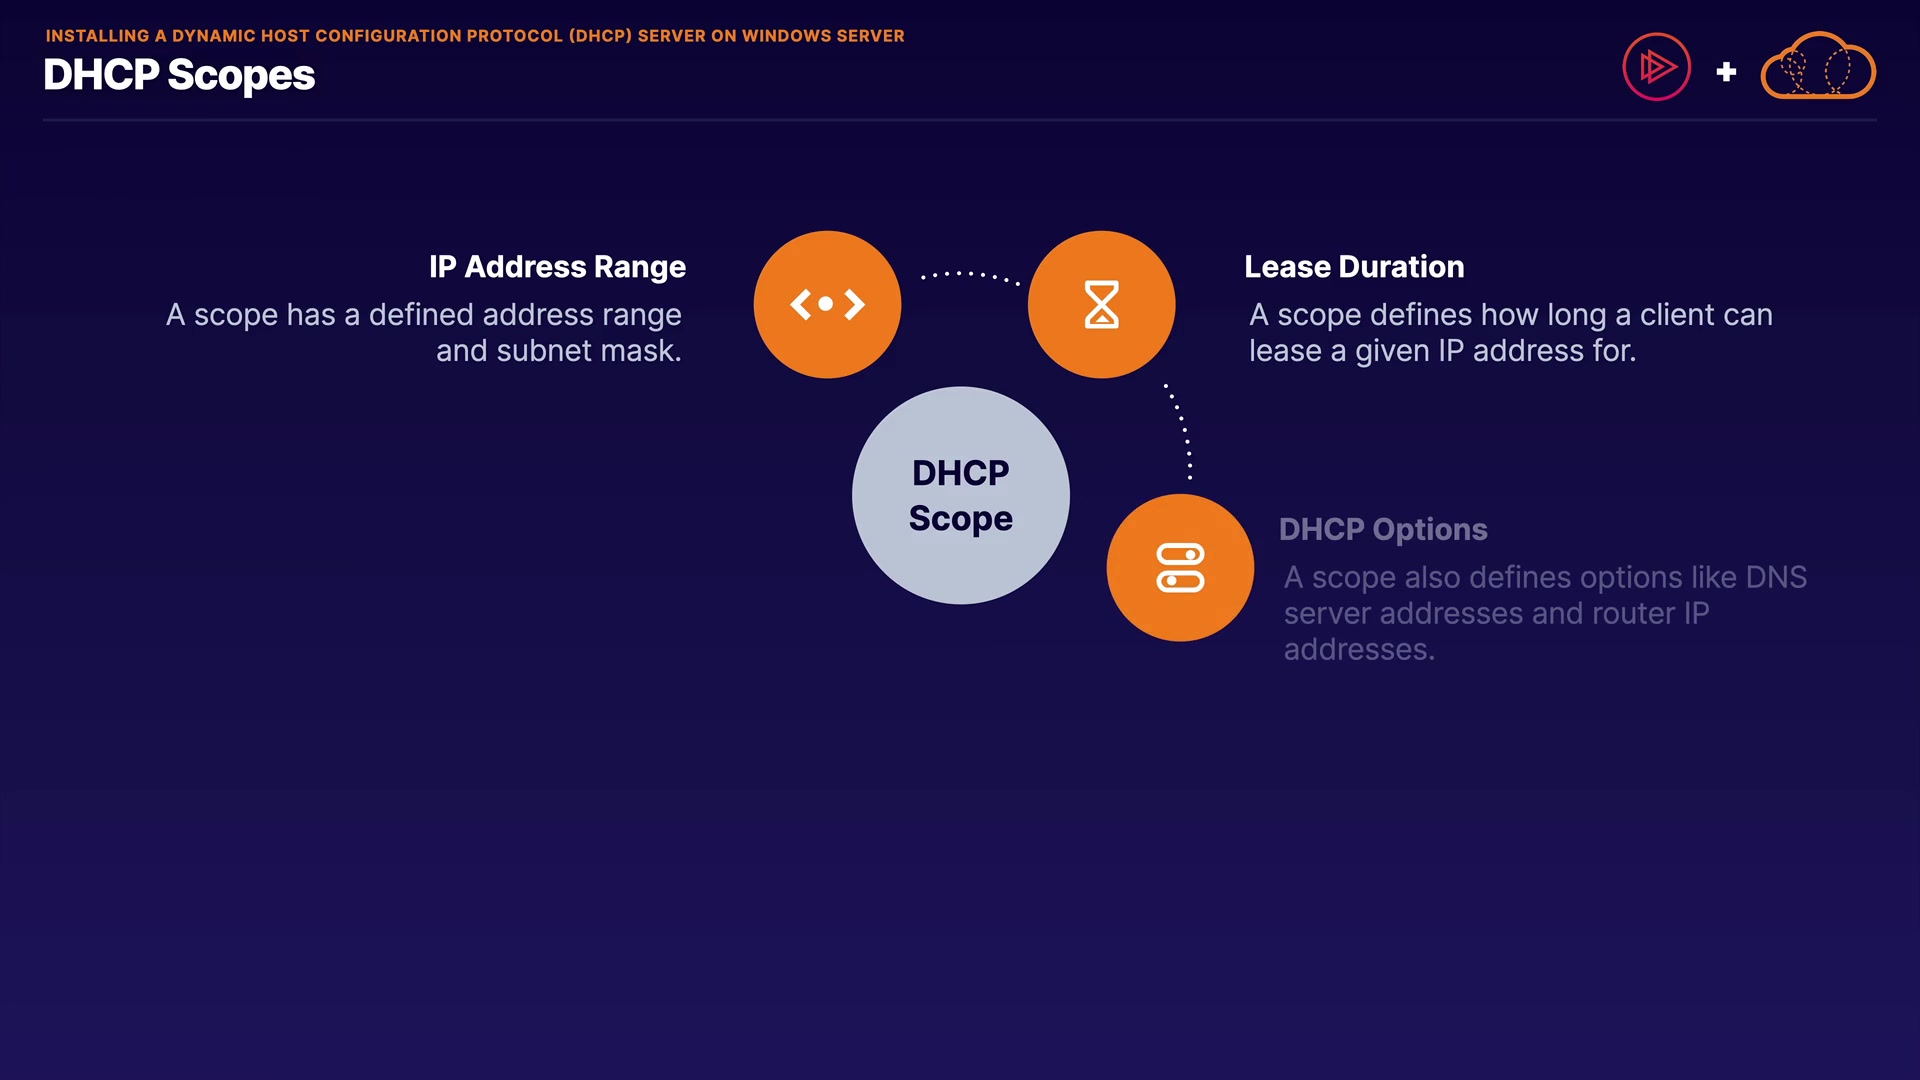 INSTALLING A DYNAMIC HOST CONFIGURATION PROTOCOL (DHCP) SERVER ON WINDOWS SERVER
DHCP Scopes
IP Address Range
A scope has a defined address range
and subnet mask.
Lease Duration
A scope defines how long a client can
lease a given IP address for.
DHCP
Scope
DHCP Options
A scope also defines options like DNS
server addresses and router IP
addresses.